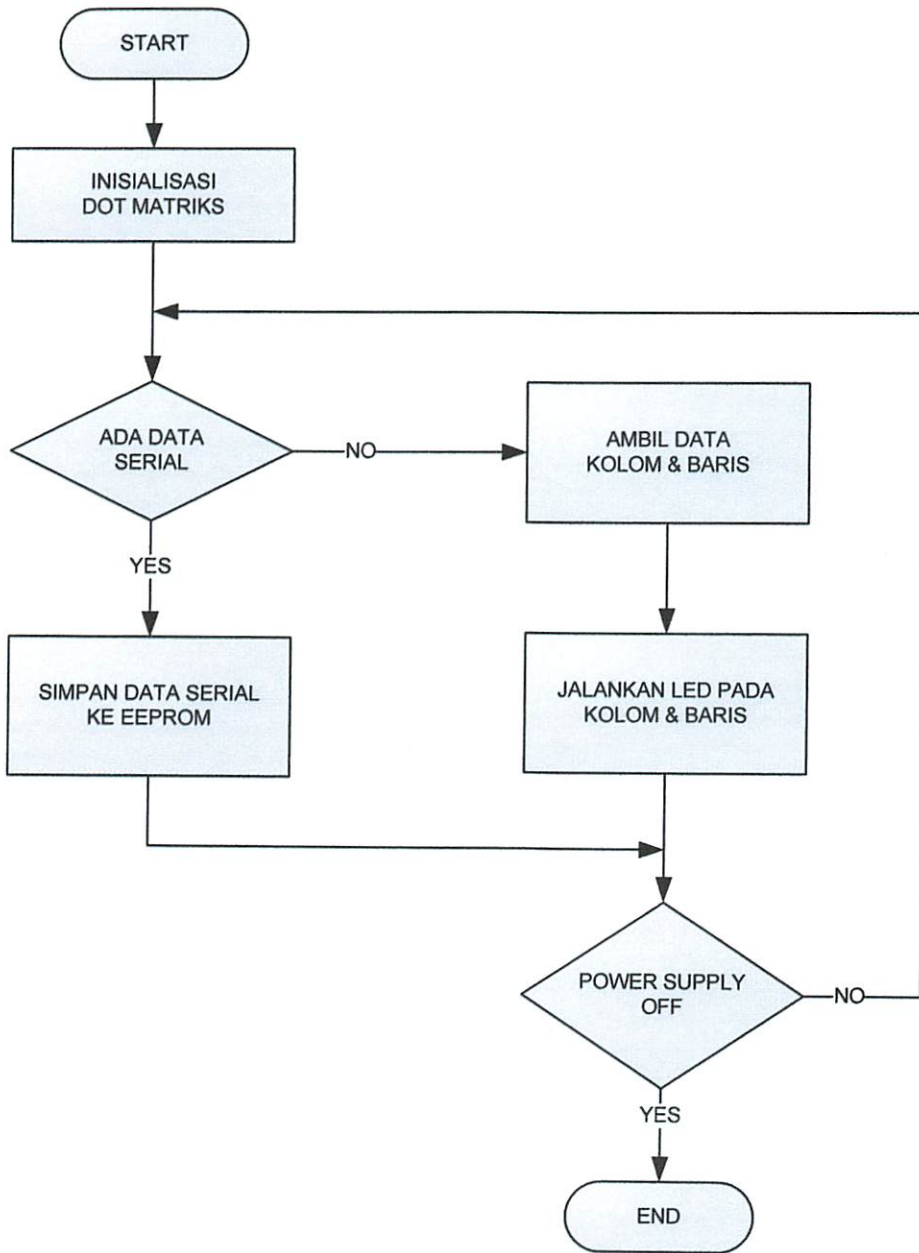 START
INISIALISASI
DOT MATRIKS
ADA DATA
SERIAL
NO
AMBIL DATA
KOLOM & BARIS
YES
SIMPAN DATA SERIAL
KE EEPROM
JALANKAN LED PADA
KOLOM & BARIS
POWER SUPPLY
OFF
NO
YES
END